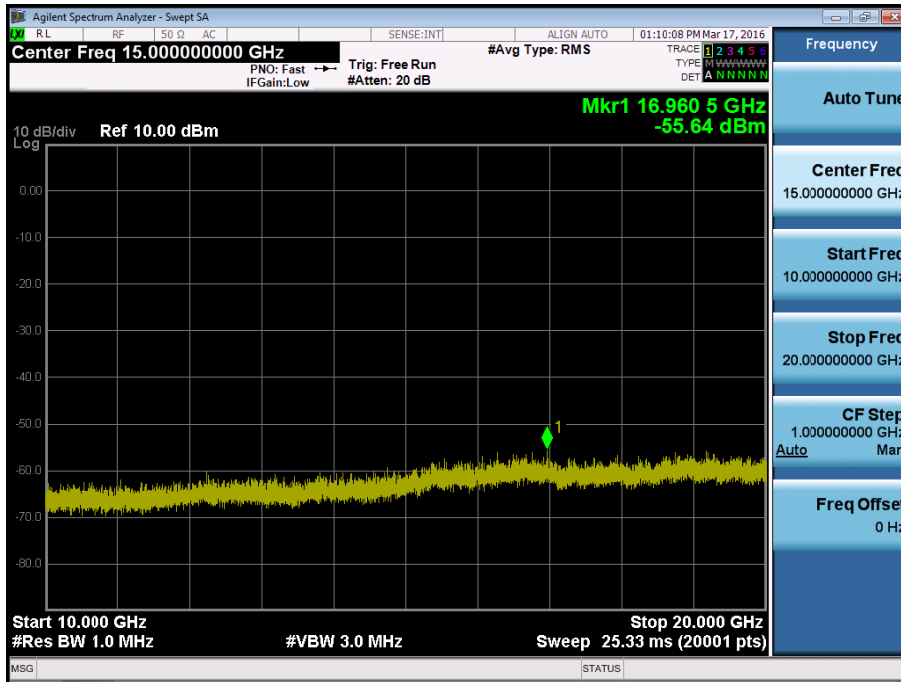 Agilent Spectrum Analyzer - Swept SA
LXI RL RF 50 Ω AC SENSE:INT ALIGN AUTO 01:10:08 PM Mar 17, 2016
Center Freq 15.000000000 GHz #Avg Type: RMS TRACE 1 2 3 4 5 6
PNO: Fast Trig: Free Run TYPE M W W W W W
IFGain:Low #Atten: 20 dB DET A N N N N N
Mkr1 16.960 5 GHz
-55.64 dBm
10 dB/div Ref 10.00 dBm
Log
0.00
-10.0
-20.0
-30.0
-40.0
-50.0
1
-60.0
-70.0
-80.0
Start 10.000 GHz Stop 20.000 GHz
#Res BW 1.0 MHz #VBW 3.0 MHz Sweep 25.33 ms (20001 pts)
MSG STATUS
Frequency
Auto Tune
Center Freq
15.000000000 GHz
Start Freq
10.000000000 GHz
Stop Freq
20.000000000 GHz
CF Step
1.000000000 GHz
Auto Man
Freq Offset
0 Hz